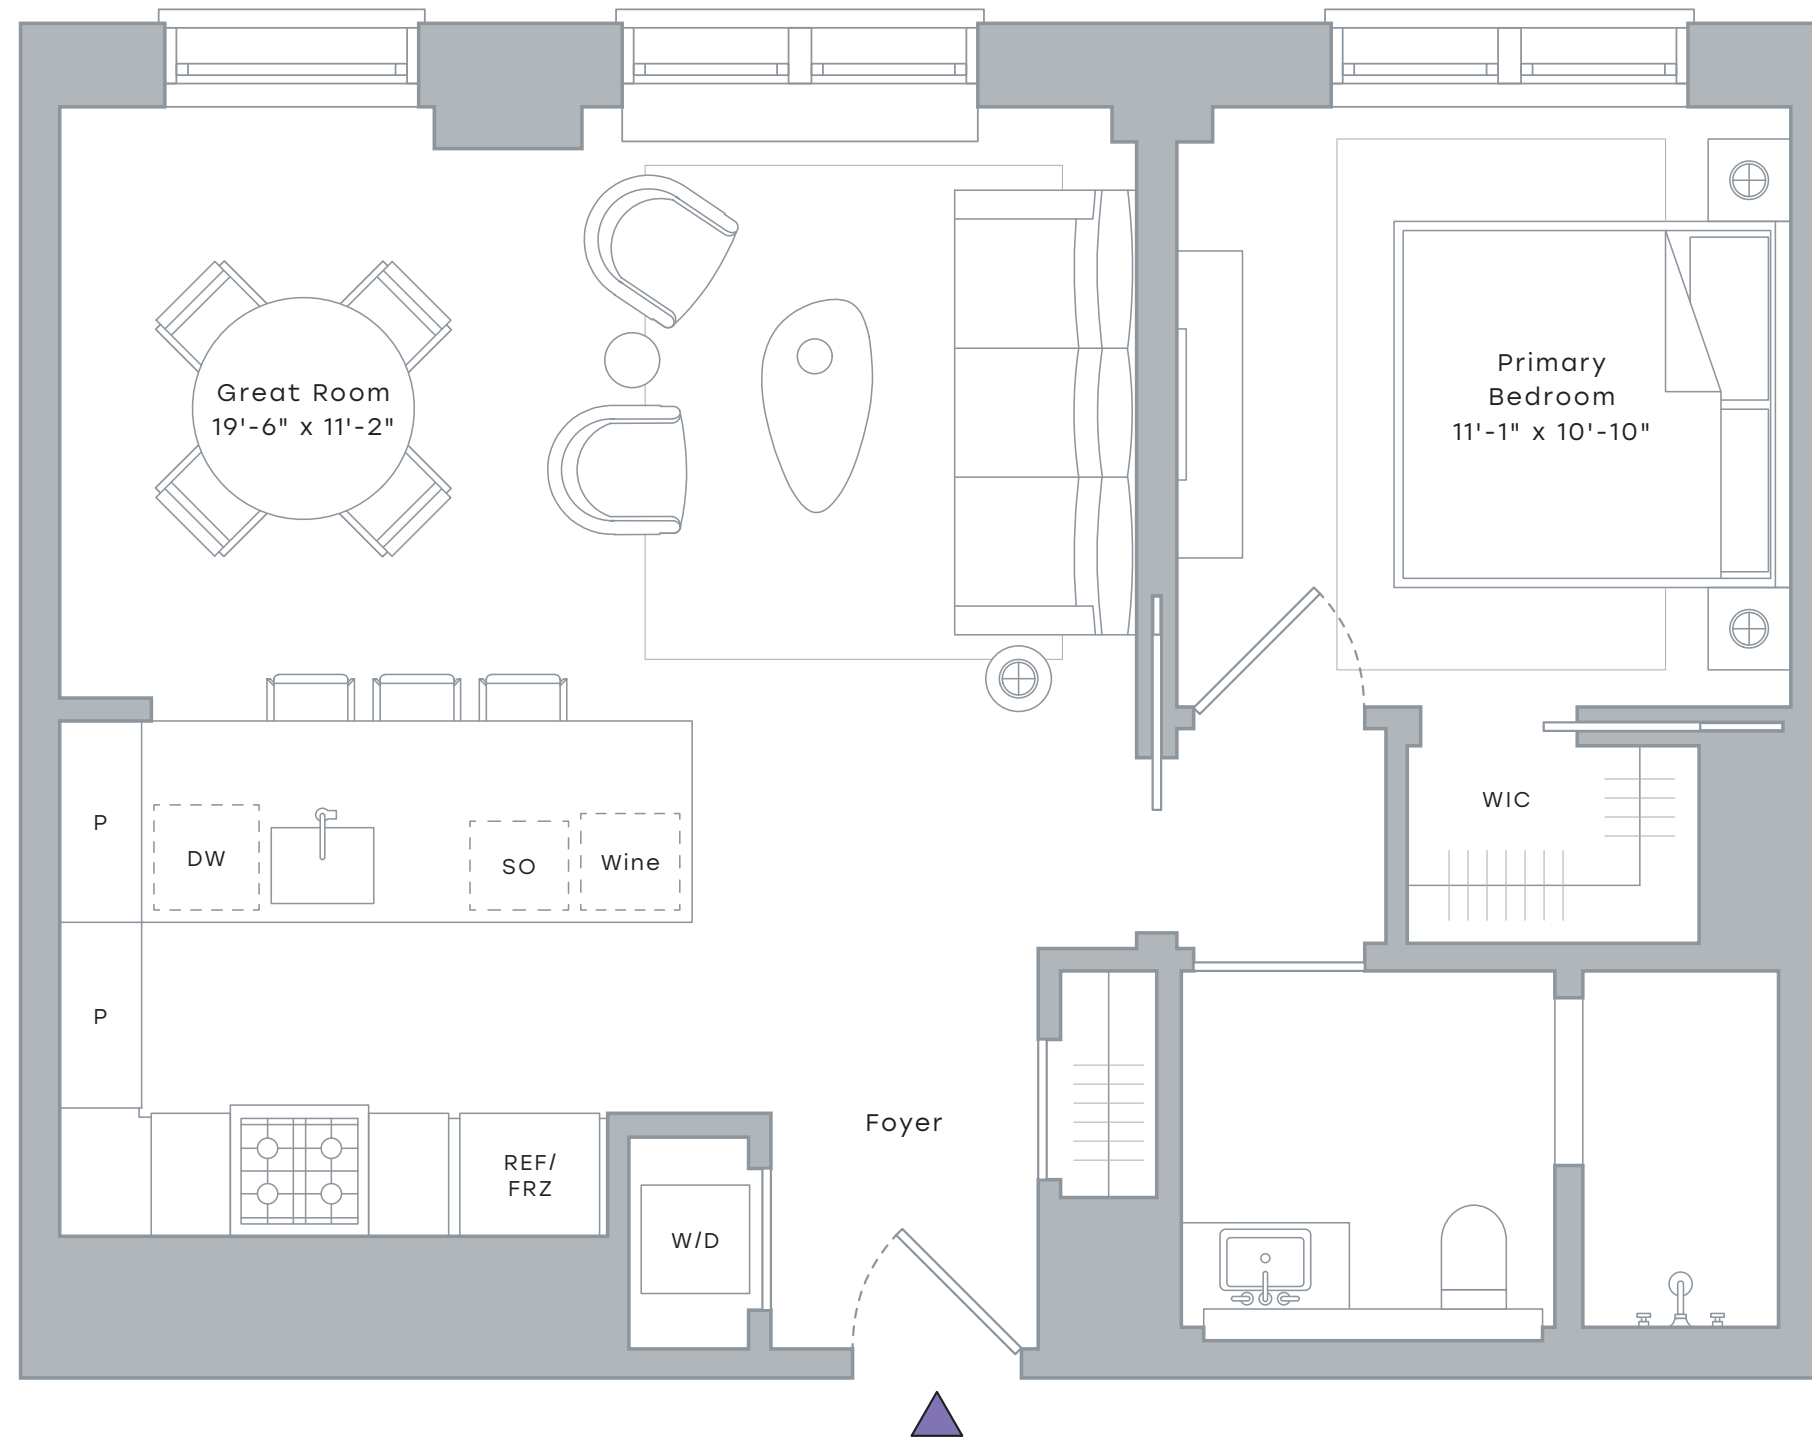 Great Room
19'-6" x 11'-2"
Primary
Bedroom
11'-1" x 10'-10"
WIC
P
DW
SO
Wine
P
Foyer
REF/
FRZ
W/D